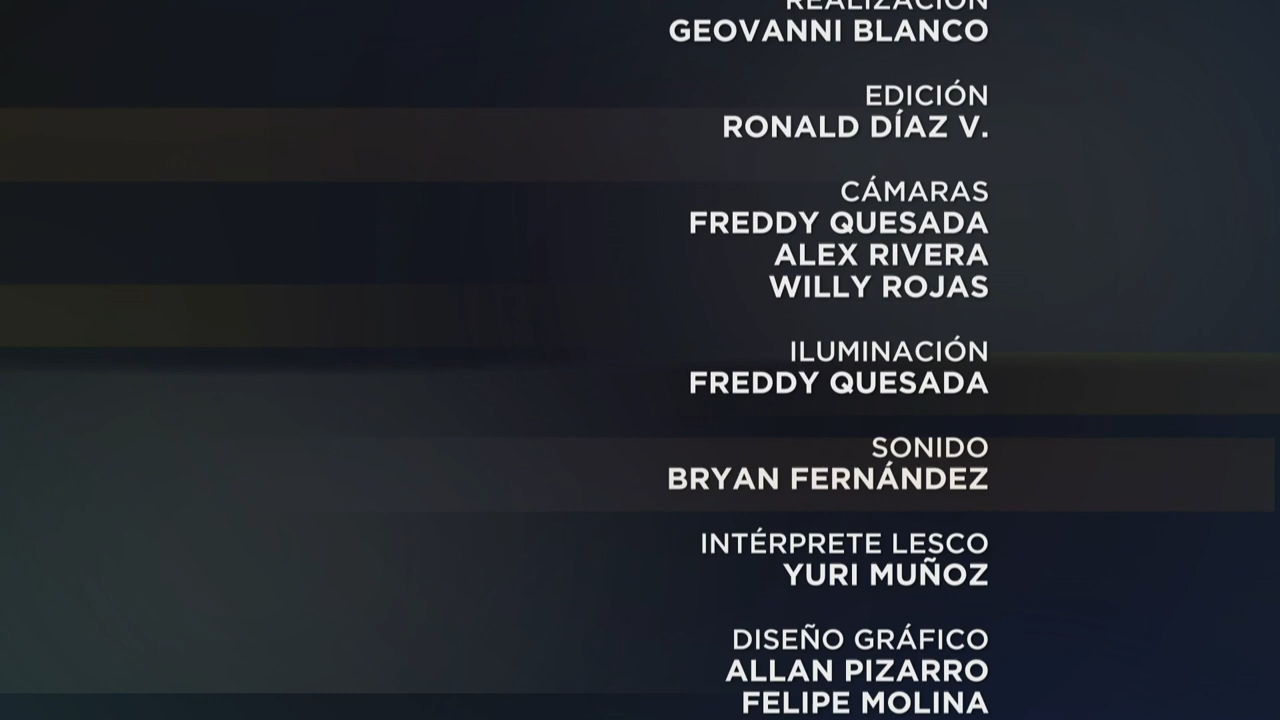 REALIZACIÓN
GEOVANNI BLANCO
EDICIÓN
RONALD DÍAZ V.
CÁMARAS
FREDDY QUESADA
ALEX RIVERA
WILLY ROJAS
ILUMINACIÓN
FREDDY QUESADA
SONIDO
BRYAN FERNÁNDEZ
INTÉRPRETE LESCO
YURI MUÑOZ
DISEÑO GRÁFICO
ALLAN PIZARRO
FELIPE MOLINA